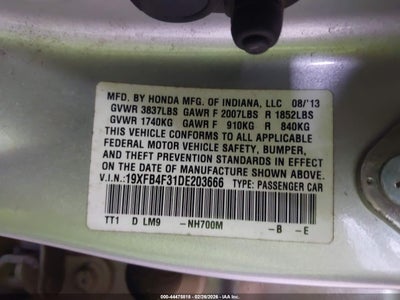 MFD. BY HONDA MFG. OF INDIANA, LLC 08/'13
GVWR 3837LBS GAWR F 2007LBS R 1852LBS
GVWR 1740KG GAWR F 910KG R 840KG
THIS VEHICLE CONFORMS TO ALL APPLICABLE
FEDERAL MOTOR VEHICLE SAFETY, BUMPER,
AND THEFT PREVENTION STANDARDS IN EFFECT
ON THE DATE OF MANUFACTURE SHOWN ABOVE.
V.I.N.: 19XFB4F31DE203666 TYPE: PASSENGER CAR
TT1 D LM9 -NH700M -B -E
000-44475815 - 02/26/2026 - IAA Inc.